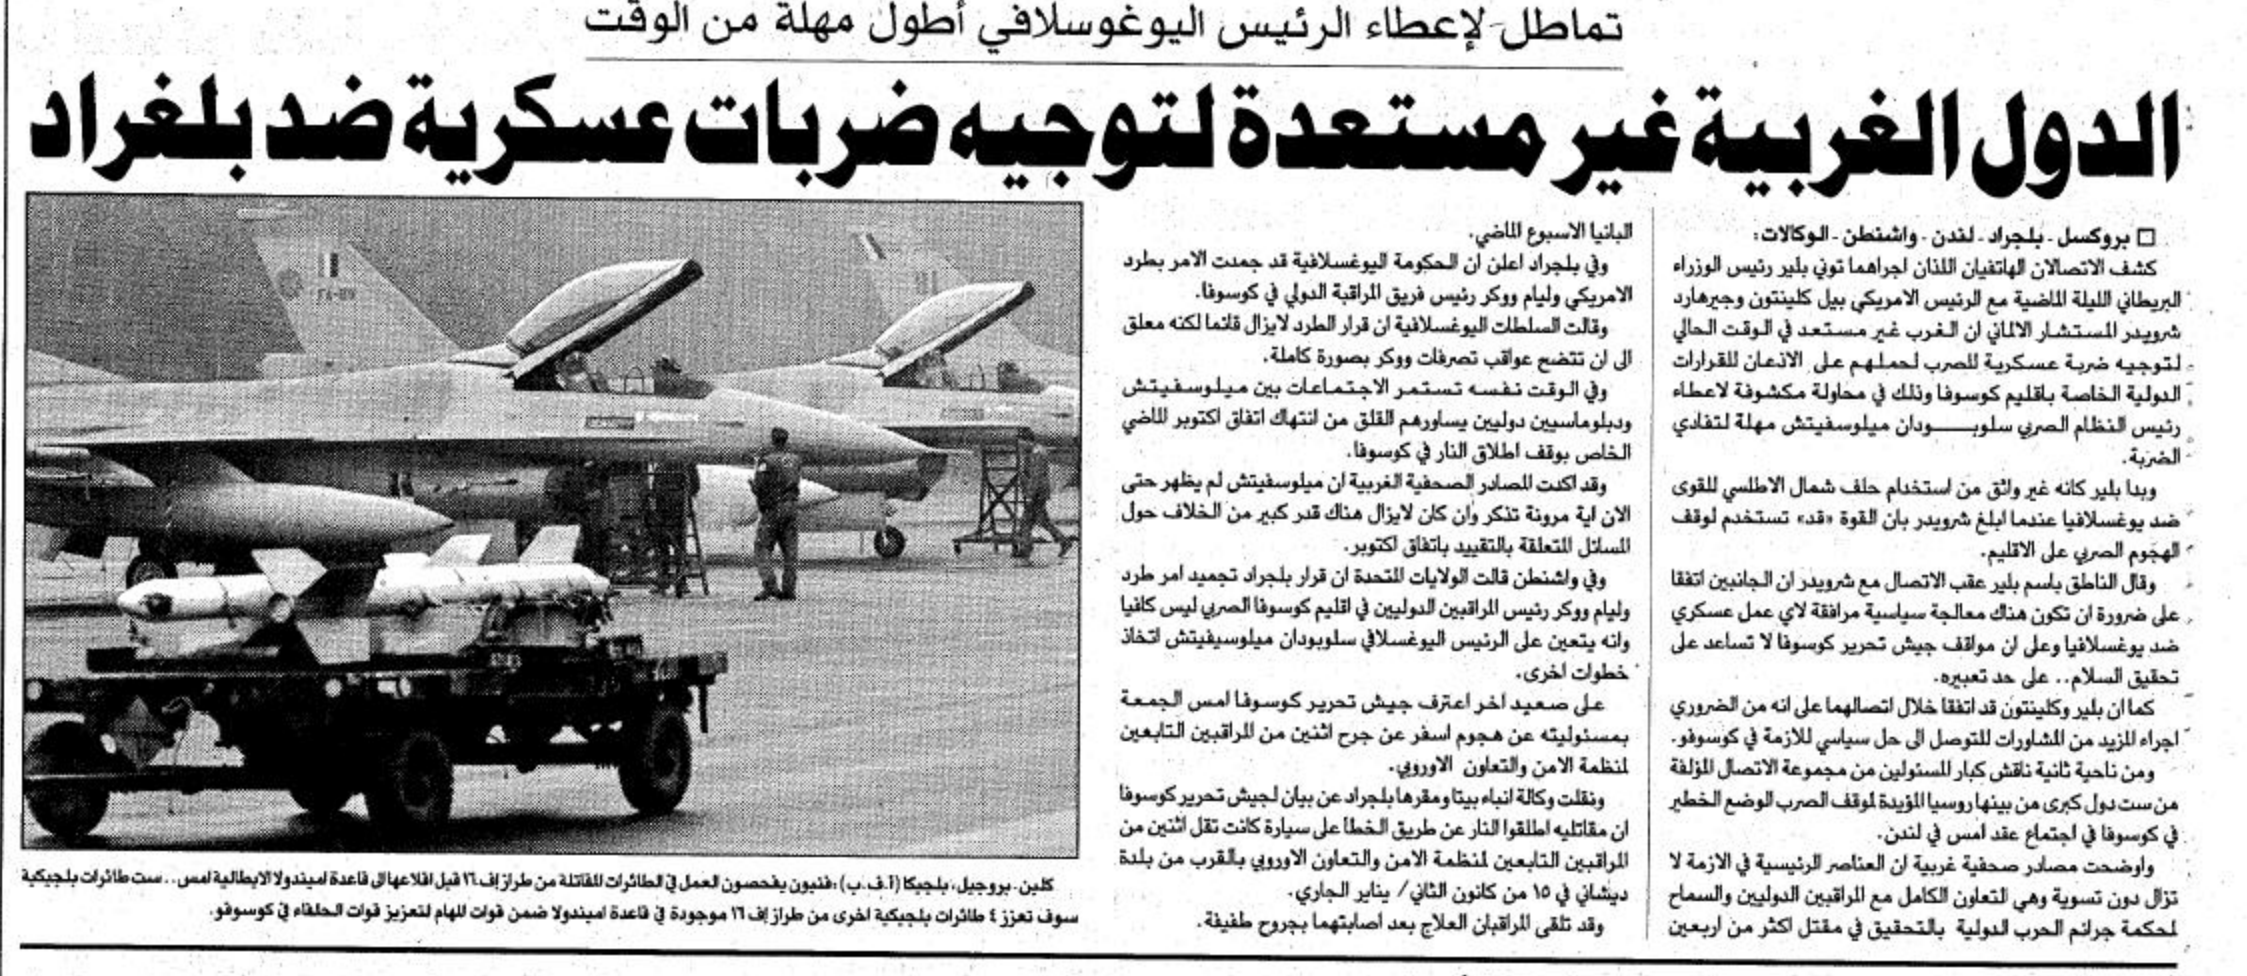 تماطل لإعطاء الرئيس اليوغوسلافي أطول مهلة من الوقت
الدول الغربية غير مستعدة لتوجيه ضربات عسكرية ضد بلغراد
□ بروكسل - بلجراد - لندن - واشنطن - الوكالات:
كشف الاتصالان الهاتفيان اللذان اجراهما توني بلير رئيس الوزراء
البريطاني الليلة الماضية مع الرئيس الامريكي بيل كلينتون وجيرهارد
شرويدر المستشار الالماني ان الغرب غير مستعد في الوقت الحالي
لتوجيه ضربة عسكرية للصرب لحملهم على الاذعان للقرارات
الدولية الخاصة باقليم كوسوفا وذلك في محاولة مكشوفة لاعطاء
رئيس النظام الصربي سلوبـودان ميلوسفيتش مهلة لتفادي
الضربة.
وبدا بلير كانه غير واثق من استخدام حلف شمال الاطلسي للقوى
ضد يوغسلافيا عندما ابلغ شرويدر بان القوة «قد» تستخدم لوقف
الهجوم الصربي على الاقليم.
وقال الناطق باسم بلير عقب الاتصال مع شرويدر ان الجانبين اتفقا
على ضرورة ان تكون هناك معالجة سياسية مرافقة لاي عمل عسكري
ضد يوغسلافيا وعلى ان مواقف جيش تحرير كوسوفا لا تساعد على
تحقيق السلام.. على حد تعبيره.
كما ان بلير وكلينتون قد اتفقا خلال اتصالهما على انه من الضروري
اجراء المزيد من المشاورات للتوصل الى حل سياسي للازمة في كوسوفو.
ومن ناحية ثانية ناقش كبار المسئولين من مجموعة الاتصال المؤلفة
من ست دول كبرى من بينها روسيا المؤيدة لموقف الصرب الوضع الخطير
في كوسوفا في اجتماع عقد امس في لندن.
واوضحت مصادر صحفية غربية ان العناصر الرئيسية في الازمة لا
تزال دون تسوية وهي التعاون الكامل مع المراقبين الدوليين والسماح
لمحكمة جرائم الحرب الدولية بالتحقيق في مقتل اكثر من اربعين
البانيا الاسبوع الماضي.
وفي بلجراد اعلن ان الحكومة اليوغسلافية قد جمدت الامر بطرد
الامريكي وليام ووكر رئيس فريق المراقبة الدولي في كوسوفا.
وقالت السلطات اليوغسلافية ان قرار الطرد لايزال قائما لكنه معلق
الى ان تتضح عواقب تصرفات ووكر بصورة كاملة.
وفي الوقت نفسه تستمر الاجتماعات بين ميلوسفيتش
ودبلوماسيين دوليين يساورهم القلق من انتهاك اتفاق اكتوبر الماضي
الخاص بوقف اطلاق النار في كوسوفا.
وقد اكدت المصادر الصحفية الغربية ان ميلوسفيتش لم يظهر حتى
الان اية مرونة تذكر وان كان لايزال هناك قدر كبير من الخلاف حول
المسائل المتعلقة بالتقييد باتفاق اكتوبر.
وفي واشنطن قالت الولايات المتحدة ان قرار بلجراد تجميد امر طرد
وليام ووكر رئيس المراقبين الدوليين في اقليم كوسوفا الصربي ليس كافيا
وانه يتعين على الرئيس اليوغسلافي سلوبودان ميلوسيفيتش اتخاذ
خطوات اخرى.
على صعيد اخر اعترف جيش تحرير كوسوفا امس الجمعة
بمسئوليته عن هجوم اسفر عن جرح اثنين من المراقبين التابعين
لمنظمة الامن والتعاون الاوروبي.
ونقلت وكالة انباء بيتا ومقرها بلجراد عن بيان لجيش تحرير كوسوفا
ان مقاتليه اطلقوا النار عن طريق الخطأ على سيارة كانت تقل اثنين من
المراقبين التابعين لمنظمة الامن والتعاون الاوروبي بالقرب من بلدة
ديشاني في ١٥ من كانون الثاني/ يناير الجاري.
وقد تلقى المراقبان العلاج بعد اصابتهما بجروح طفيفة.
كلين- بروجيل، بلجيكا (أ.ف.ب): فنيون يفحصون العمل في الطائرات المقاتلة من طراز إف ١٦ قبل اقلاعها الى قاعدة اميندولا الايطالية امس.. ست طائرات بلجيكية
سوف تعزز ٤ طائرات بلجيكية اخرى من طراز إف ١٦ موجودة في قاعدة اميندولا ضمن قوات للهام لتعزيز قوات الحلفاء في كوسوفو.